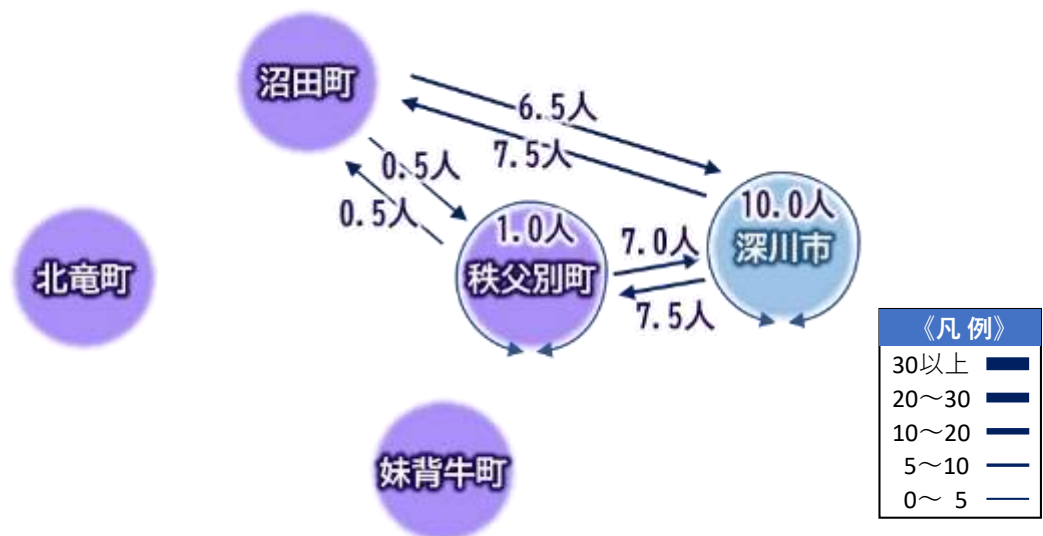 沼田町
6.5人
7.5人
0.5人
0.5人
10.0人
深川市
1.0人
秩父別町
7.0人
7.5人
北竜町
妹背牛町
《凡 例》
30以上
20～30
10～20
5～10
0～ 5